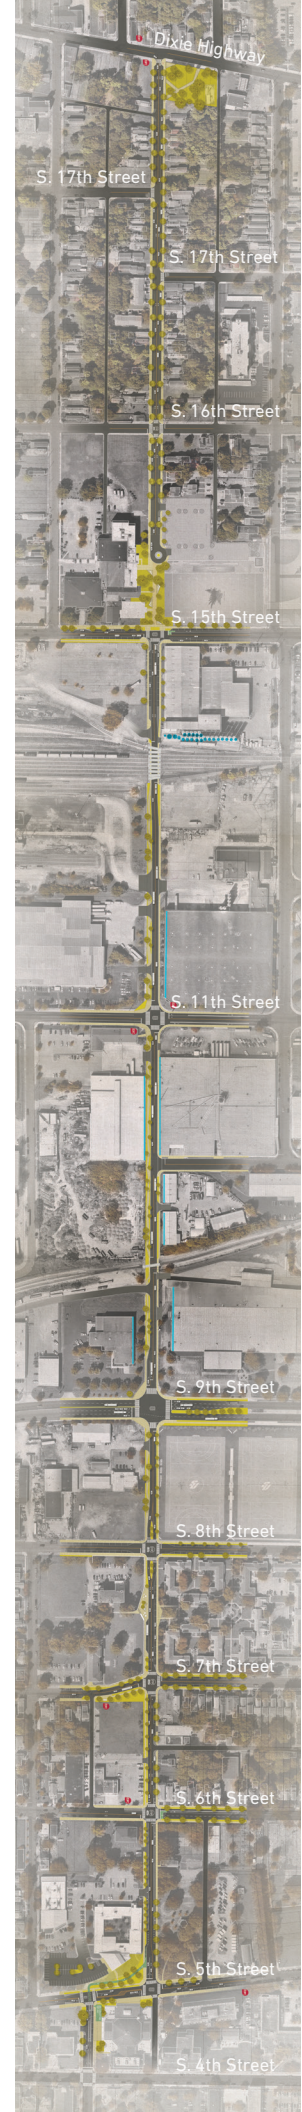 Dixie Highway
S. 17th Street
S. 17th Street
S. 16th Street
S. 15th Street
S. 11th Street
S. 9th Street
S. 8th Street
S. 7th Street
S. 6th Street
S. 5th Street
S. 4th Street